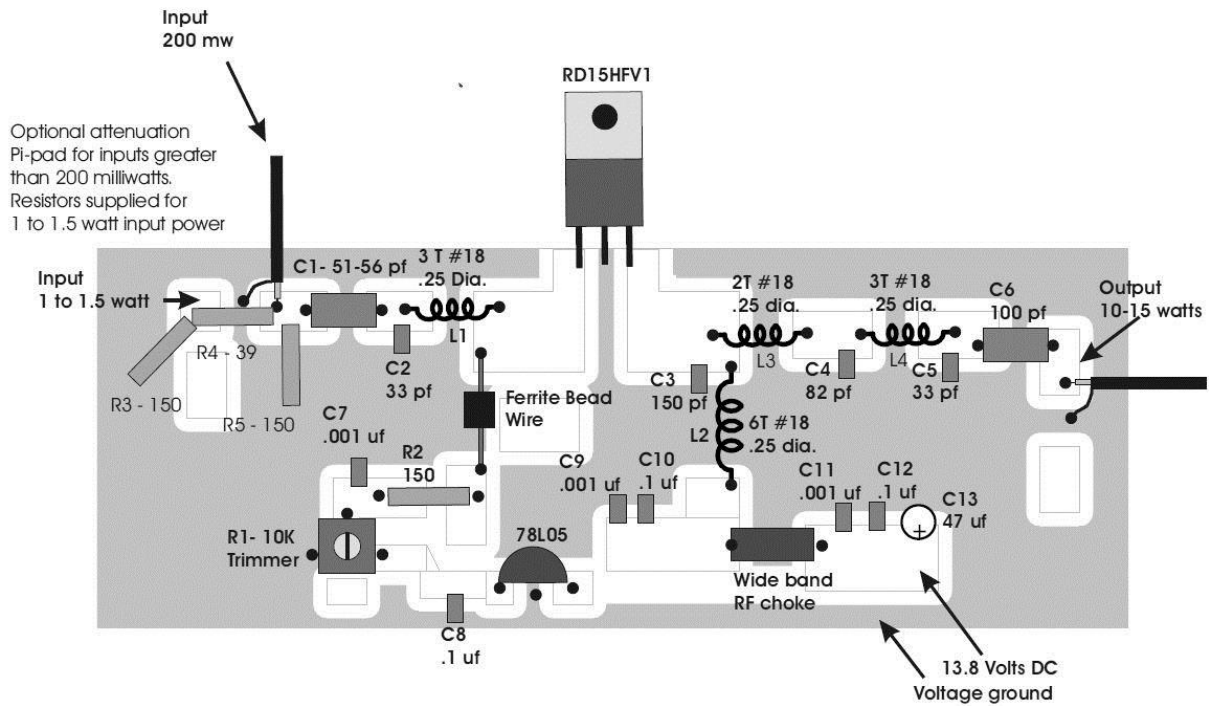 Input
200 mw
RD15HFV1
Optional attenuation
Pi-pad for inputs greater
than 200 milliwatts.
Resistors supplied for
1 to 1.5 watt input power
Input
1 to 1.5 watt
C1- 51-56 pf
3 T #18
.25 Dia.
L1
R4 - 39
R3 - 150
R5 - 150
C2
33 pf
2T #18
.25 dia.
L3
3T #18
.25 dia.
L4
C6
100 pf
Output
10-15 watts
C3
150 pf
C4
82 pf
C5
33 pf
Ferrite Bead
Wire
L2
6T #18
.25 dia.
C7
.001 uf
R2
150
C9
.001 uf
C10
.1 uf
C11
.001 uf
C12
.1 uf
C13
47 uf
+
R1- 10K
Trimmer
78L05
Wide band
RF choke
C8
.1 uf
13.8 Volts DC
Voltage ground